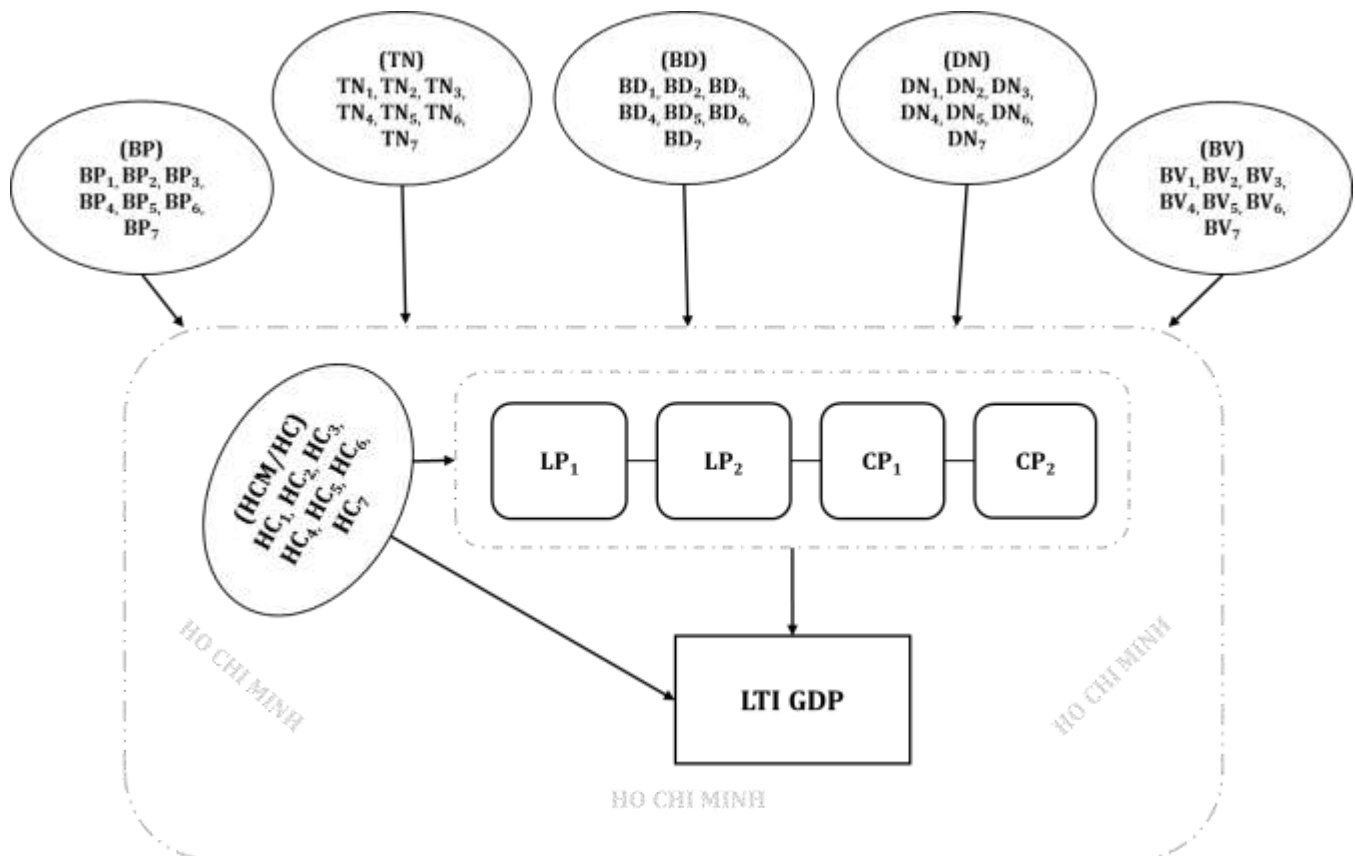 (TN)
TN₁, TN₂, TN₃,
TN₄, TN₅, TN₆,
TN₇
(BD)
BD₁, BD₂, BD₃,
BD₄, BD₅, BD₆,
BD₇
(DN)
DN₁, DN₂, DN₃,
DN₄, DN₅, DN₆,
DN₇
(BP)
BP₁, BP₂, BP₃,
BP₄, BP₅, BP₆,
BP₇
(BV)
BV₁, BV₂, BV₃,
BV₄, BV₅, BV₆,
BV₇
(HCM/HC)
HC₁, HC₂, HC₃,
HC₄, HC₅, HC₆,
HC₇
LP₁
LP₂
CP₁
CP₂
LTI GDP
HO CHI MINH
HO CHI MINH
HO CHI MINH